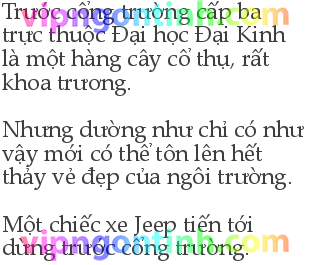 Trước cổng trường cấp ba
trực thuộc Đại học Đại Kinh
là một hàng cây cổ thụ, rất
khoa trương.
Nhưng dường như chỉ có như
vậy mới có thể tôn lên hết
thảy vẻ đẹp của ngôi trường.
Một chiếc xe Jeep tiến tới
dừng trước cổng trường.
vipngontinh.com
vipngontinh.com